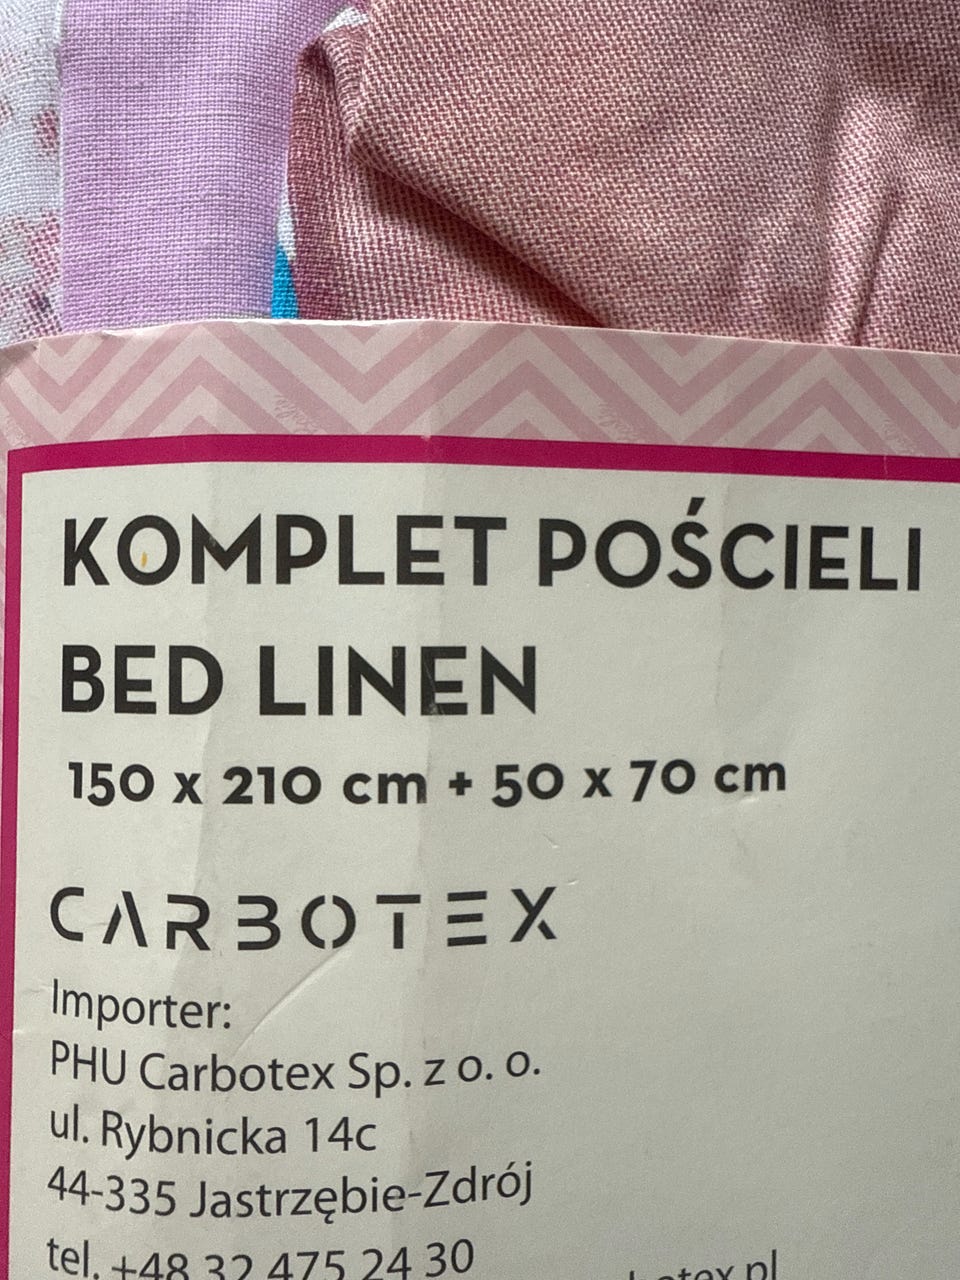 KOMPLET POŚCIELI
BED LINEN
150 x 210 cm + 50 x 70 cm
CARBOTEX
Importer:
PHU Carbotex Sp. z o. o.
ul. Rybnicka 14c
44-335 Jastrzębie-Zdrój
tel. +48 32 475 24 30